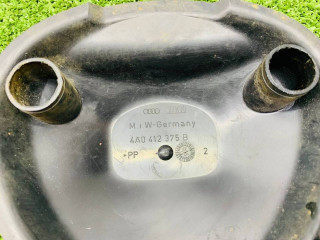 M i W-Germany
4A0 412 375 B
>PP< 2